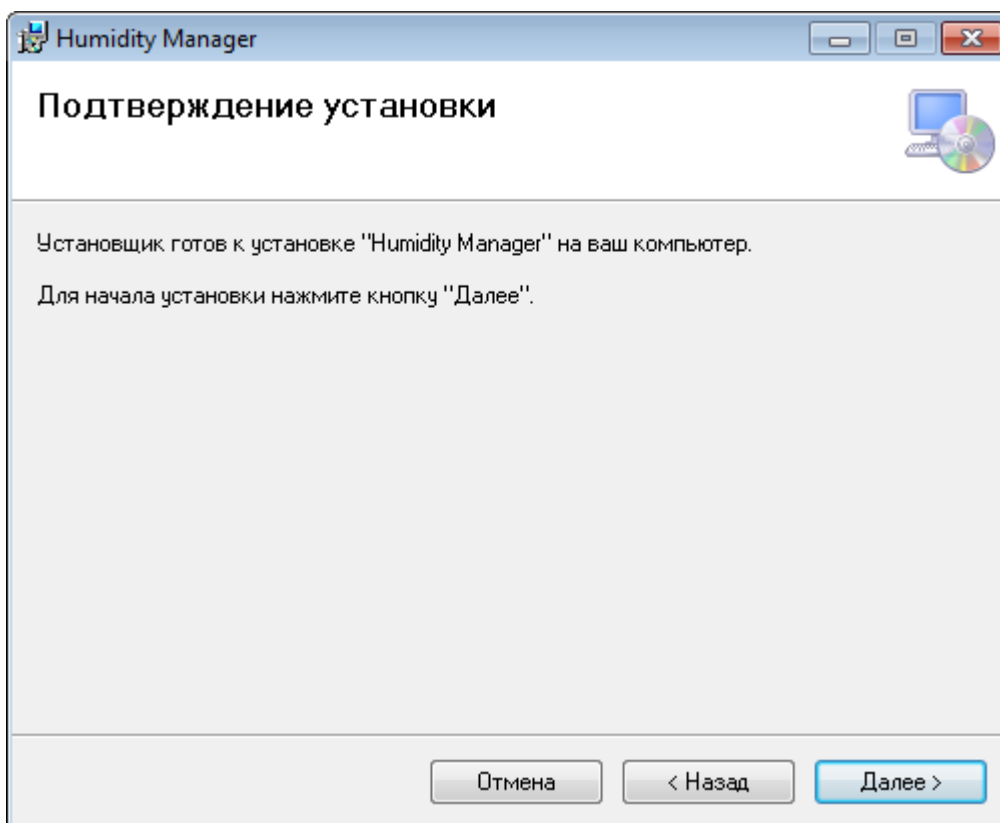 Humidity Manager
Подтверждение установки
Установщик готов к установке "Humidity Manager" на ваш компьютер.
Для начала установки нажмите кнопку "Далее".
Отмена
< Назад
Далее >